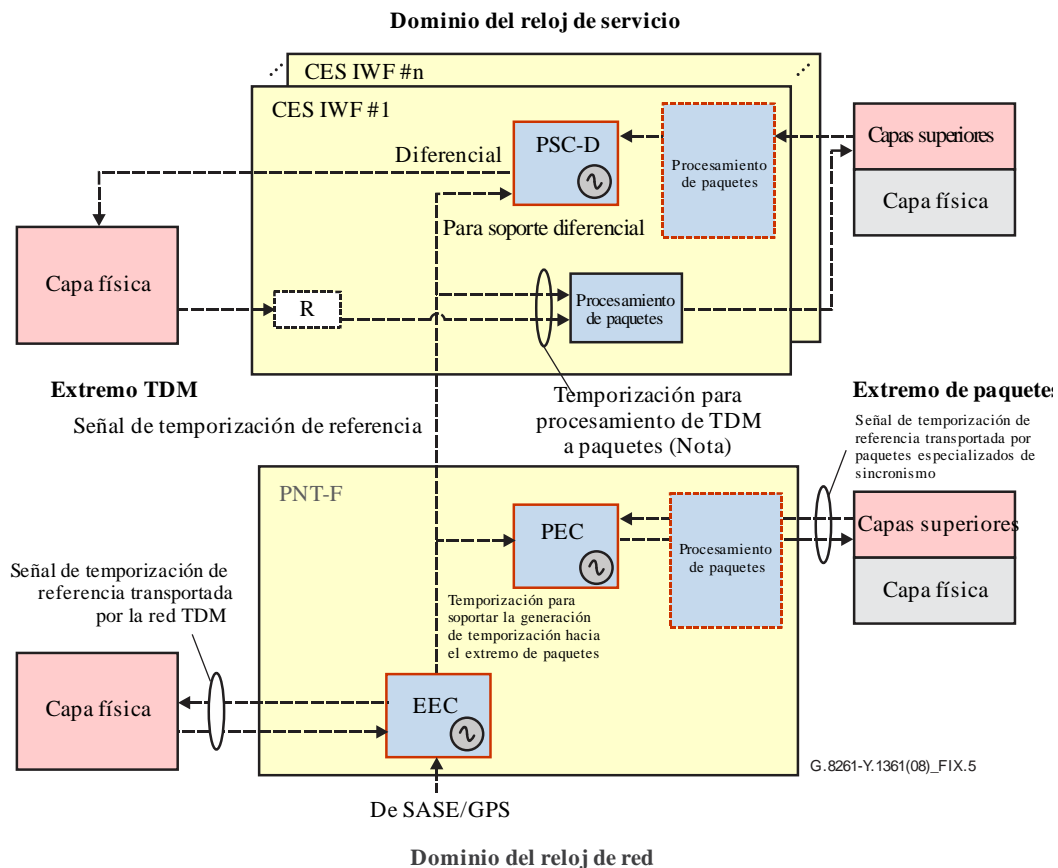 Dominio del reloj de servicio
CES IWF #n
CES IWF #1
PSC-D
Procesamiento
de paquetes
Capas superiores
Capa física
Diferencial
Para soporte diferencial
Capa física
R
Procesamiento
de paquetes
Extremo TDM
Extremo de paquetes
Señal de temporización de referencia
Temporización para
procesamiento de TDM
a paquetes (Nota)
Señal de temporización de
referencia transportada por
paquetes especializados de
sincronismo
PNT-F
PEC
Procesamiento
de paquetes
Capas superiores
Capa física
Señal de temporización de
referencia transportada
por la red TDM
Temporización para
soportar la generación
de temporización hacia
el extremo de paquetes
Capa física
EEC
G.8261-Y.1361(08)_FIX.5
De SASE/GPS
Dominio del reloj de red